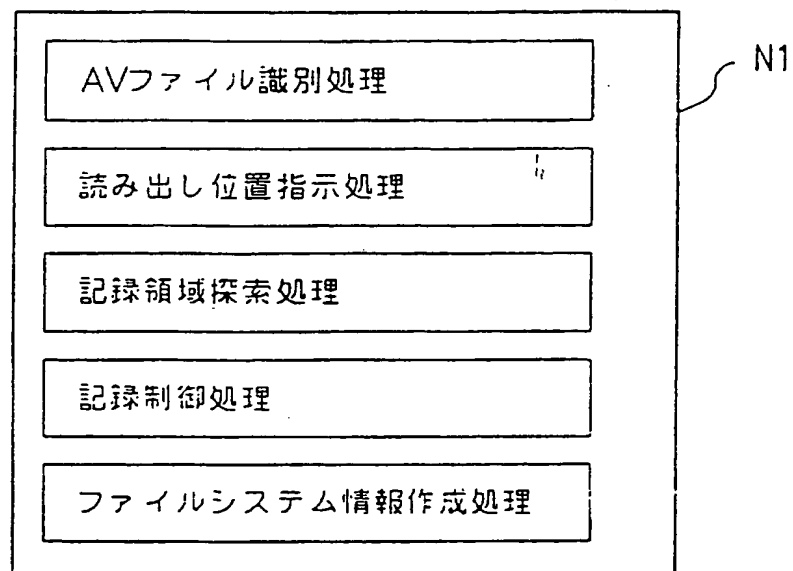 AVファイル識別処理
N1
読み出し位置指示処理
記録領域探索処理
記録制御処理
ファイルシステム情報作成処理